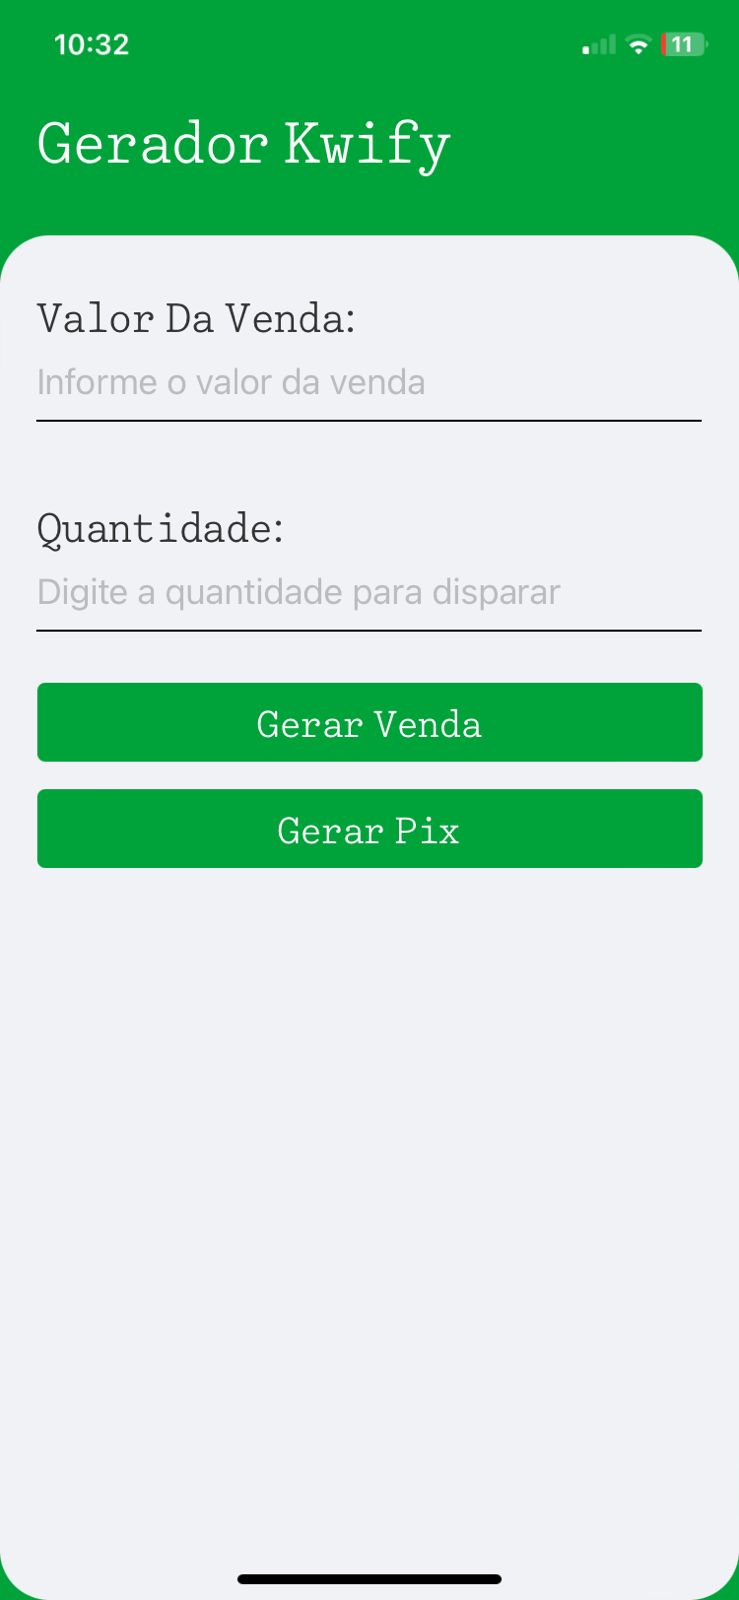 10:32
11
Gerador Kwify
Valor Da Venda:
Informe o valor da venda
Quantidade:
Digite a quantidade para disparar
Gerar Venda
Gerar Pix